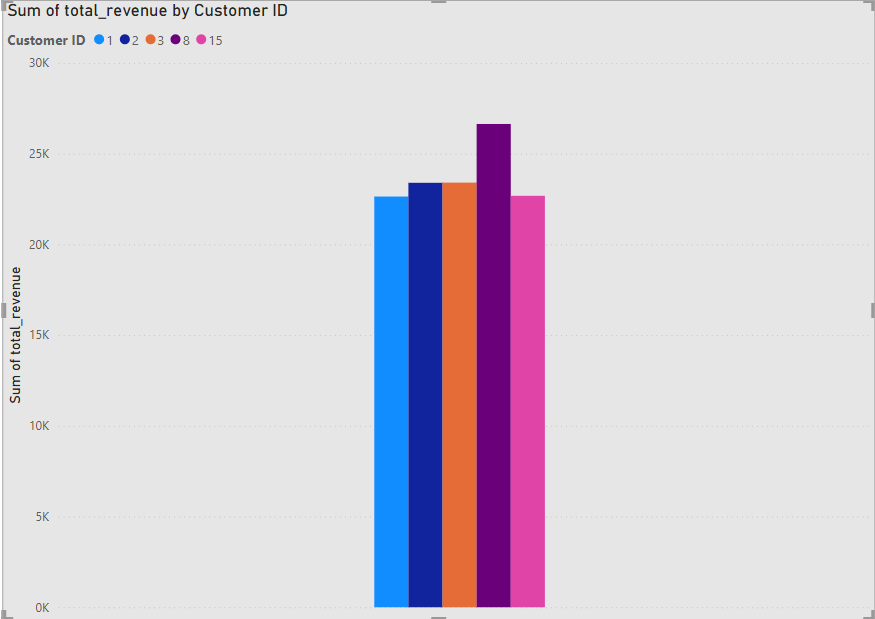 Sum of total_revenue by Customer ID
Customer ID 1 2 3 8 15
30K
25K
20K
15K
10K
5K
0K
Sum of total_revenue